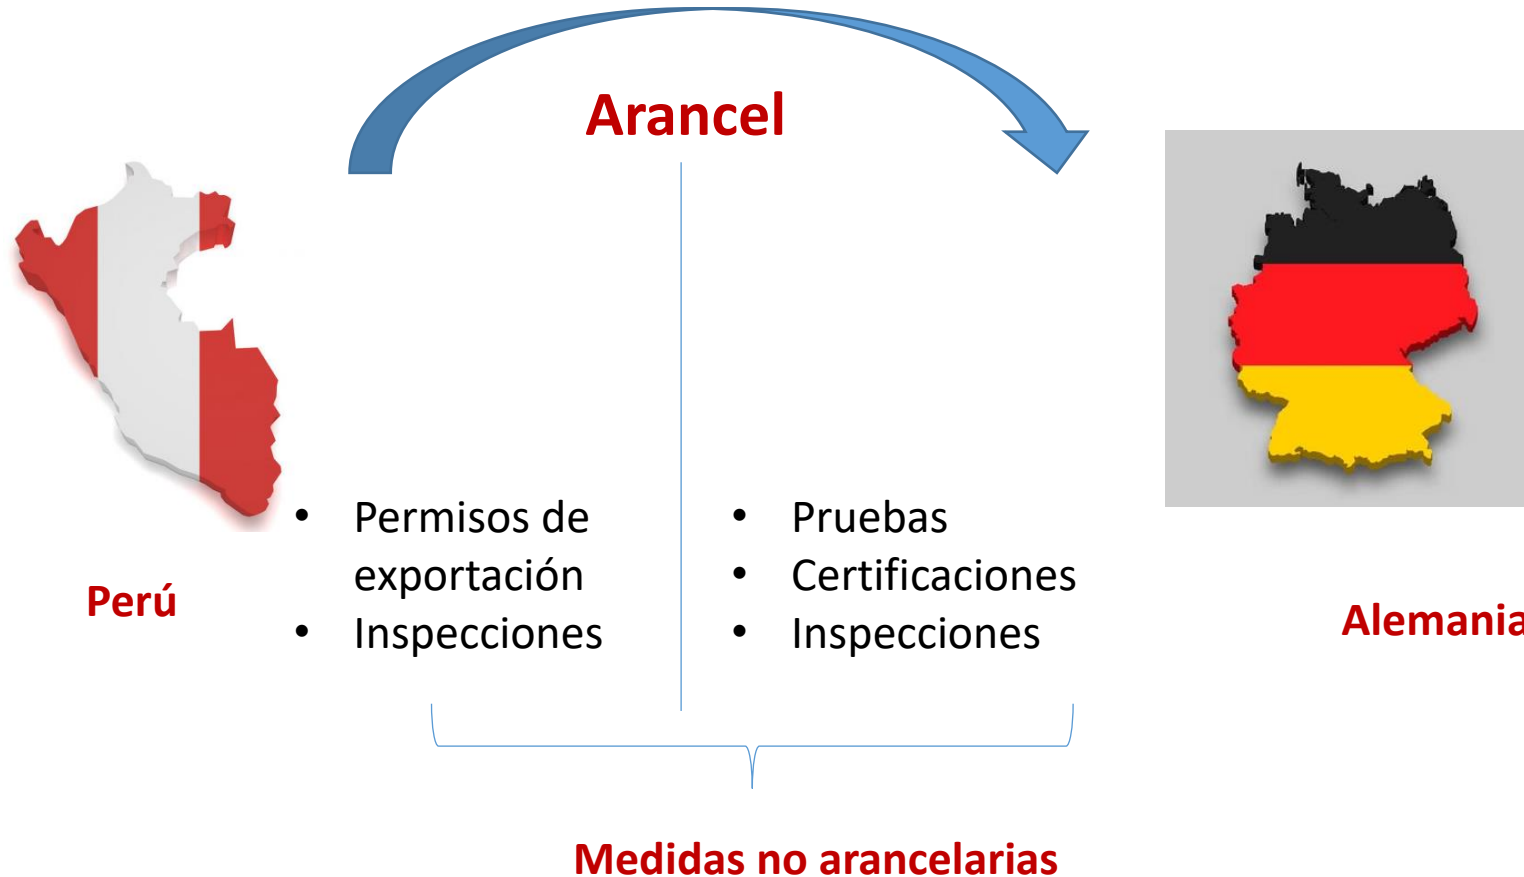 Arancel
Perú
• Permisos de
exportación
• Inspecciones
• Pruebas
• Certificaciones
• Inspecciones
Alemania
Medidas no arancelarias